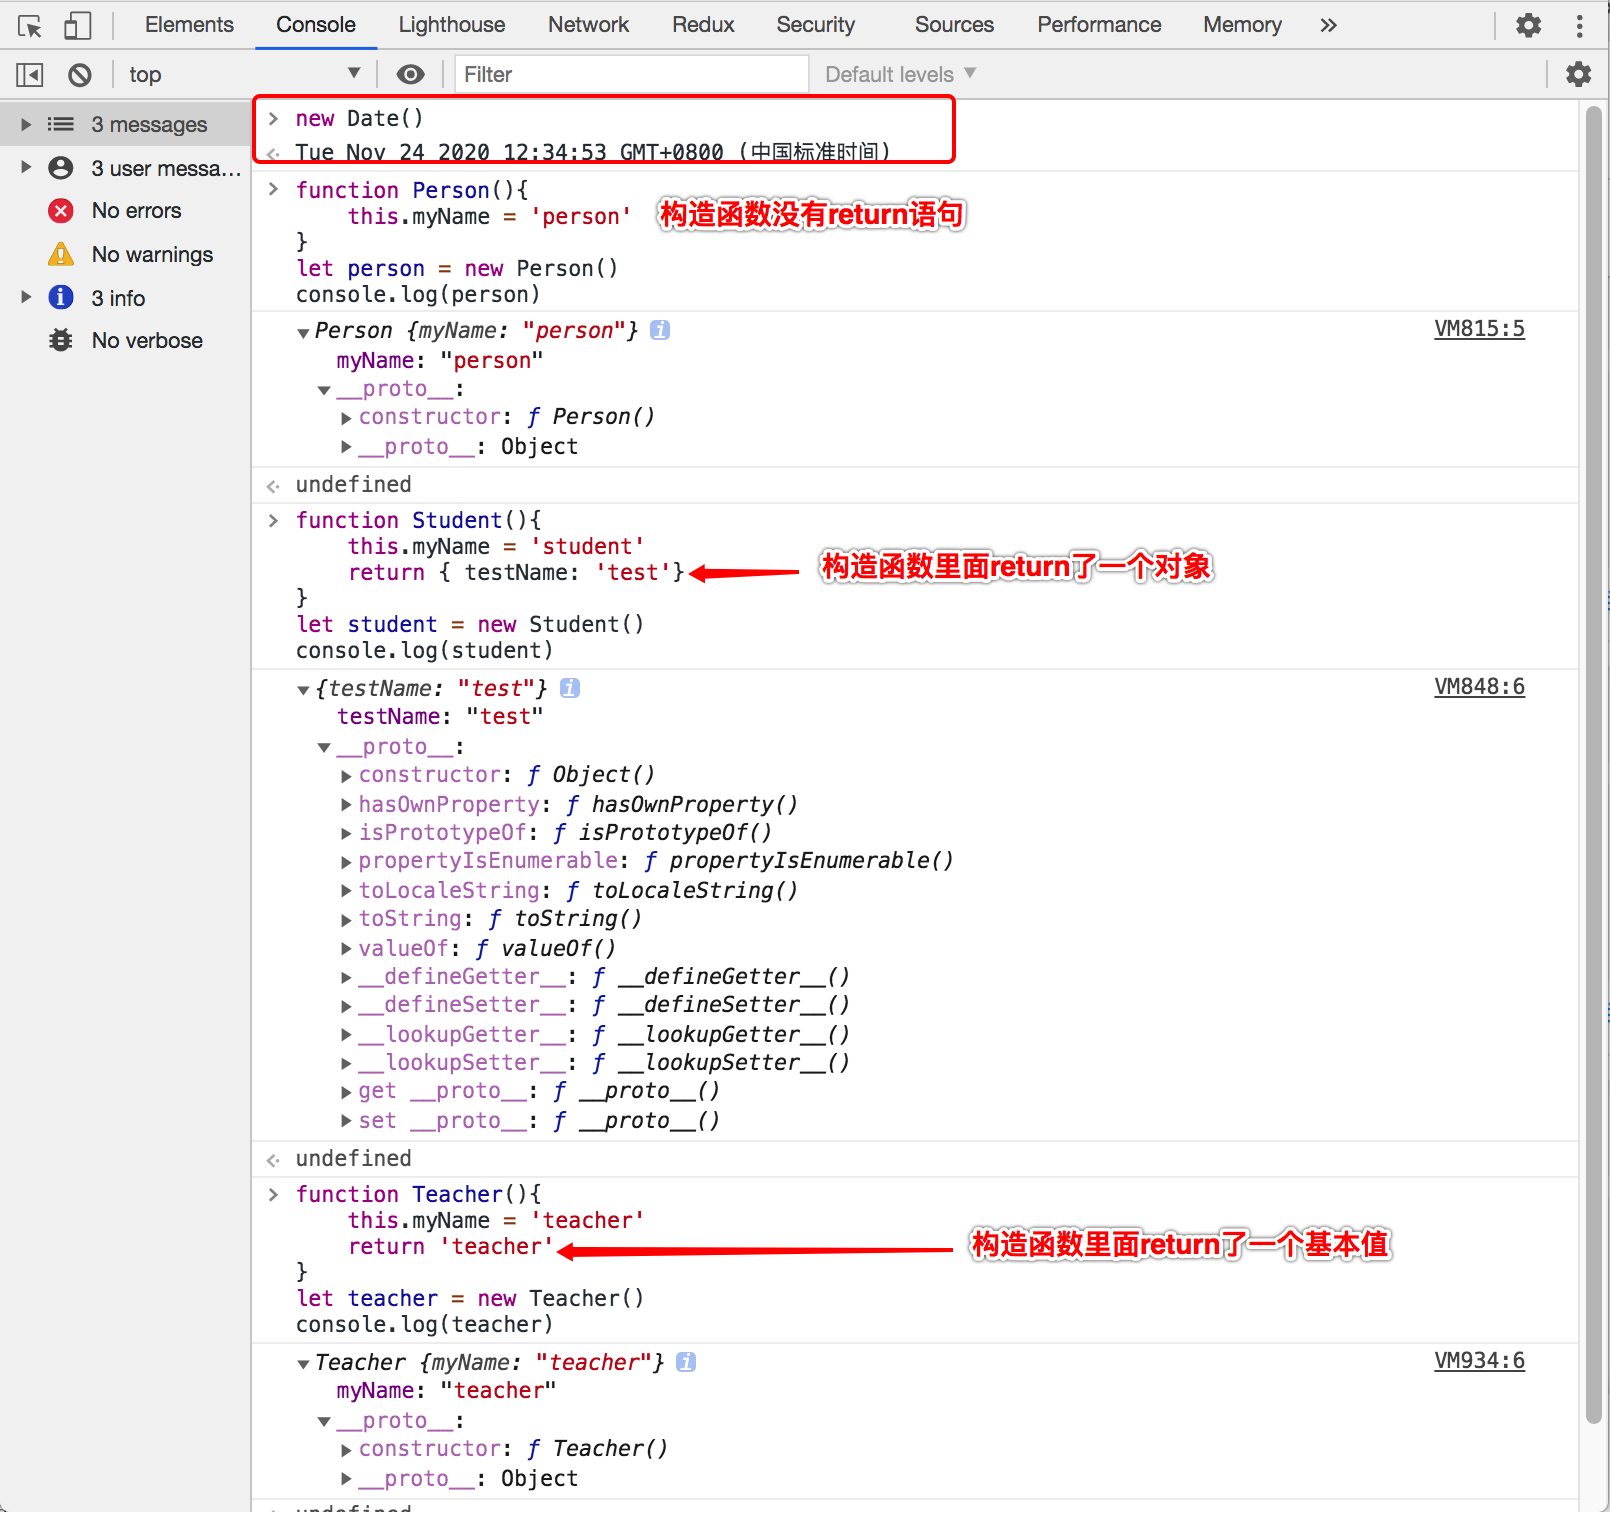 Elements Console Lighthouse Network Redux Security Sources Performance Memory »
top Filter Default levels
3 messages
3 user messa...
No errors
No warnings
3 info
No verbose
> new Date()
Tue Nov 24 2020 12:34:53 GMT+0800 (中国标准时间)
> function Person(){
this.myName = 'person' 构造函数没有return语句
}
let person = new Person()
console.log(person)
Person {myName: "person"} i VM815:5
myName: "person"
__proto__:
constructor: ƒ Person()
__proto__: Object
undefined
> function Student(){
this.myName = 'student'
return { testName: 'test'} 构造函数里面return了一个对象
}
let student = new Student()
console.log(student)
{testName: "test"} i VM848:6
testName: "test"
__proto__:
constructor: ƒ Object()
hasOwnProperty: ƒ hasOwnProperty()
isPrototypeOf: ƒ isPrototypeOf()
propertyIsEnumerable: ƒ propertyIsEnumerable()
toLocaleString: ƒ toLocaleString()
toString: ƒ toString()
valueOf: ƒ valueOf()
__defineGetter__: ƒ __defineGetter__()
__defineSetter__: ƒ __defineSetter__()
__lookupGetter__: ƒ __lookupGetter__()
__lookupSetter__: ƒ __lookupSetter__()
get __proto__: ƒ __proto__()
set __proto__: ƒ __proto__()
undefined
> function Teacher(){
this.myName = 'teacher'
return 'teacher' 构造函数里面return了一个基本值
}
let teacher = new Teacher()
console.log(teacher)
Teacher {myName: "teacher"} i VM934:6
myName: "teacher"
__proto__:
constructor: ƒ Teacher()
__proto__: Object
undefined